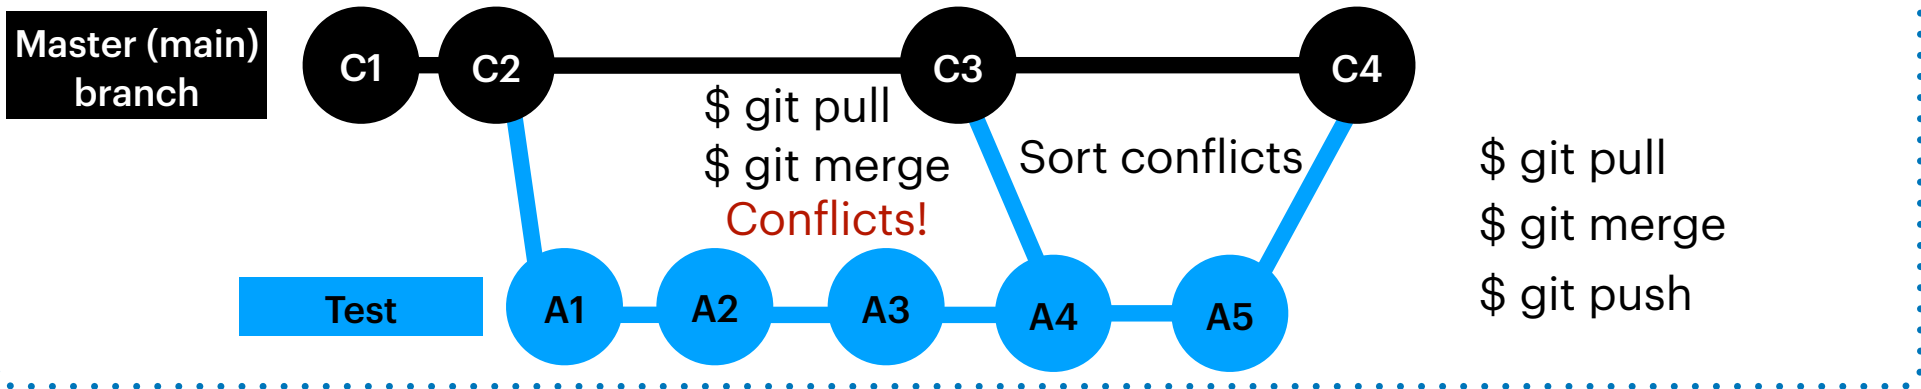 Master (main)
branch
C1
C2
C3
C4
$ git pull
$ git merge
Conflicts!
Sort conflicts
$ git pull
$ git merge
$ git push
Test
A1
A2
A3
A4
A5